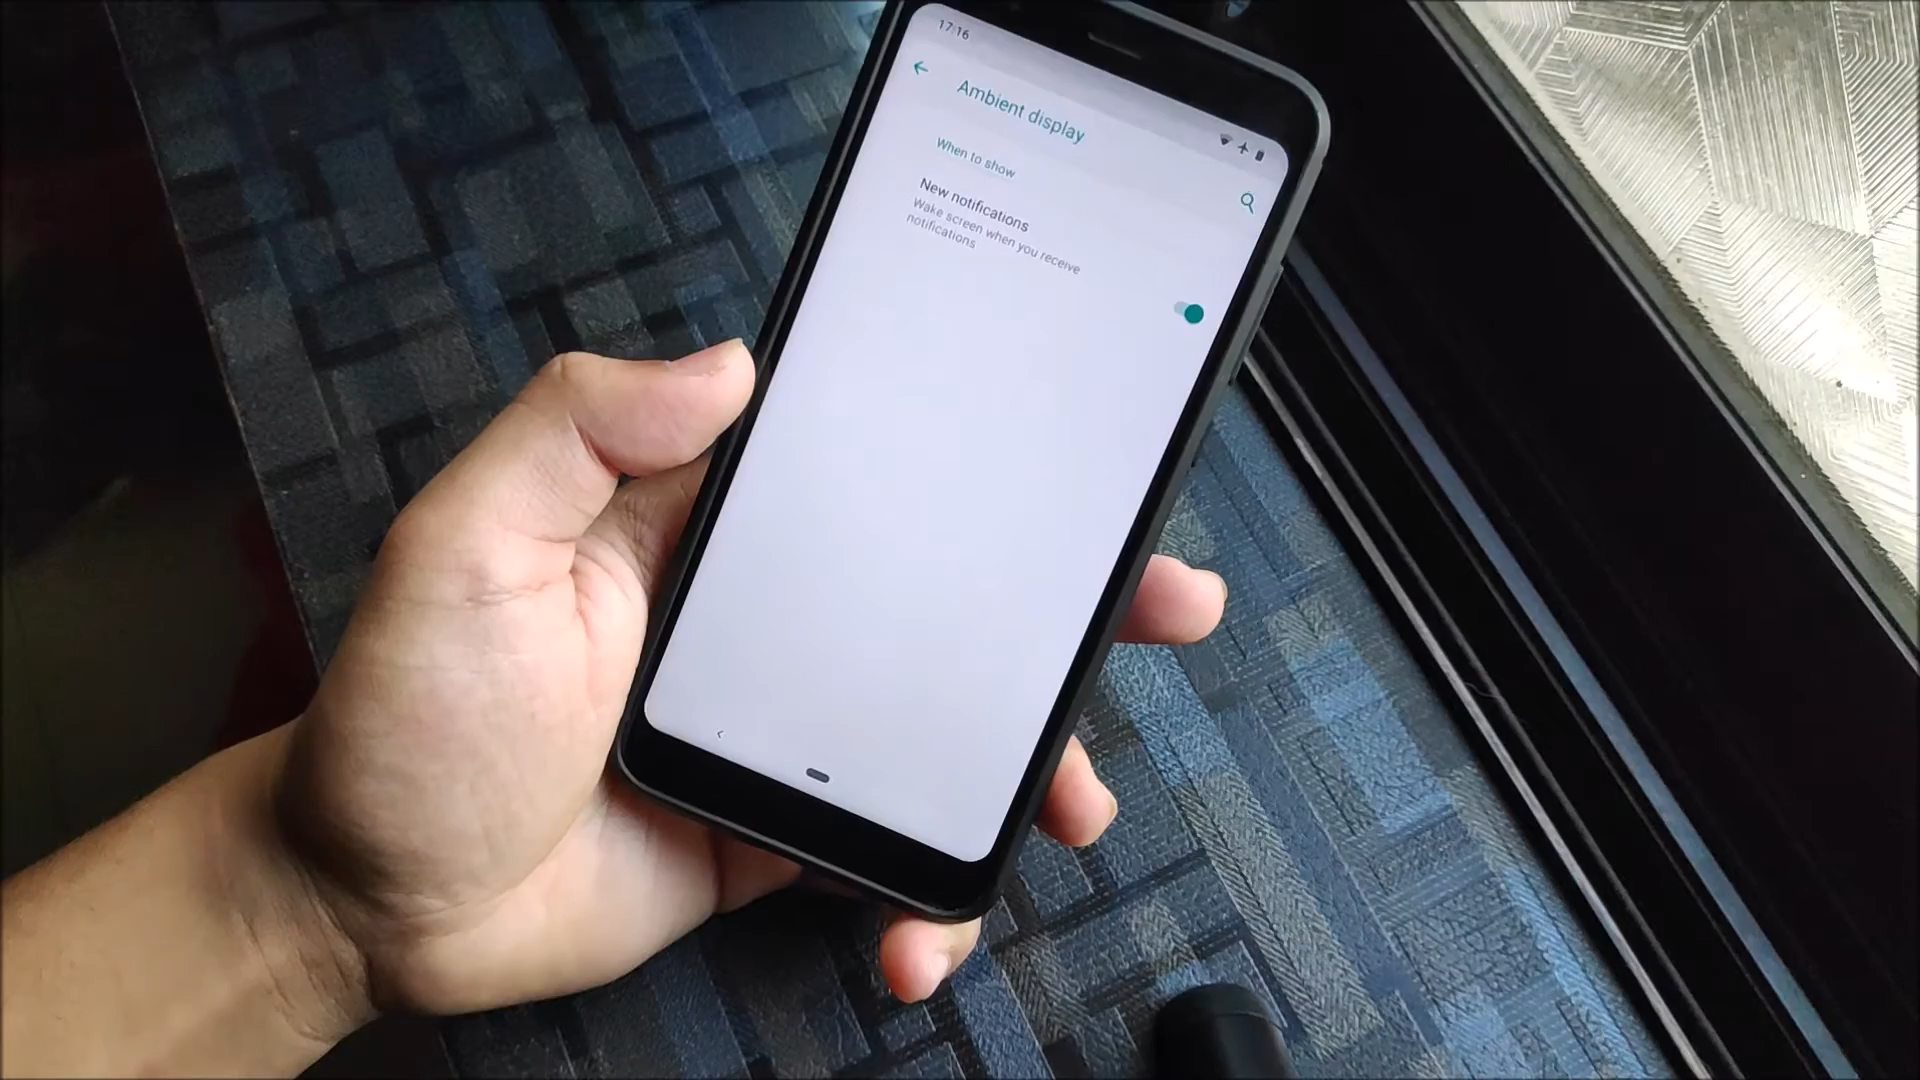 17:16
Ambient display
When to show
New notifications
Wake screen when you receive
notifications